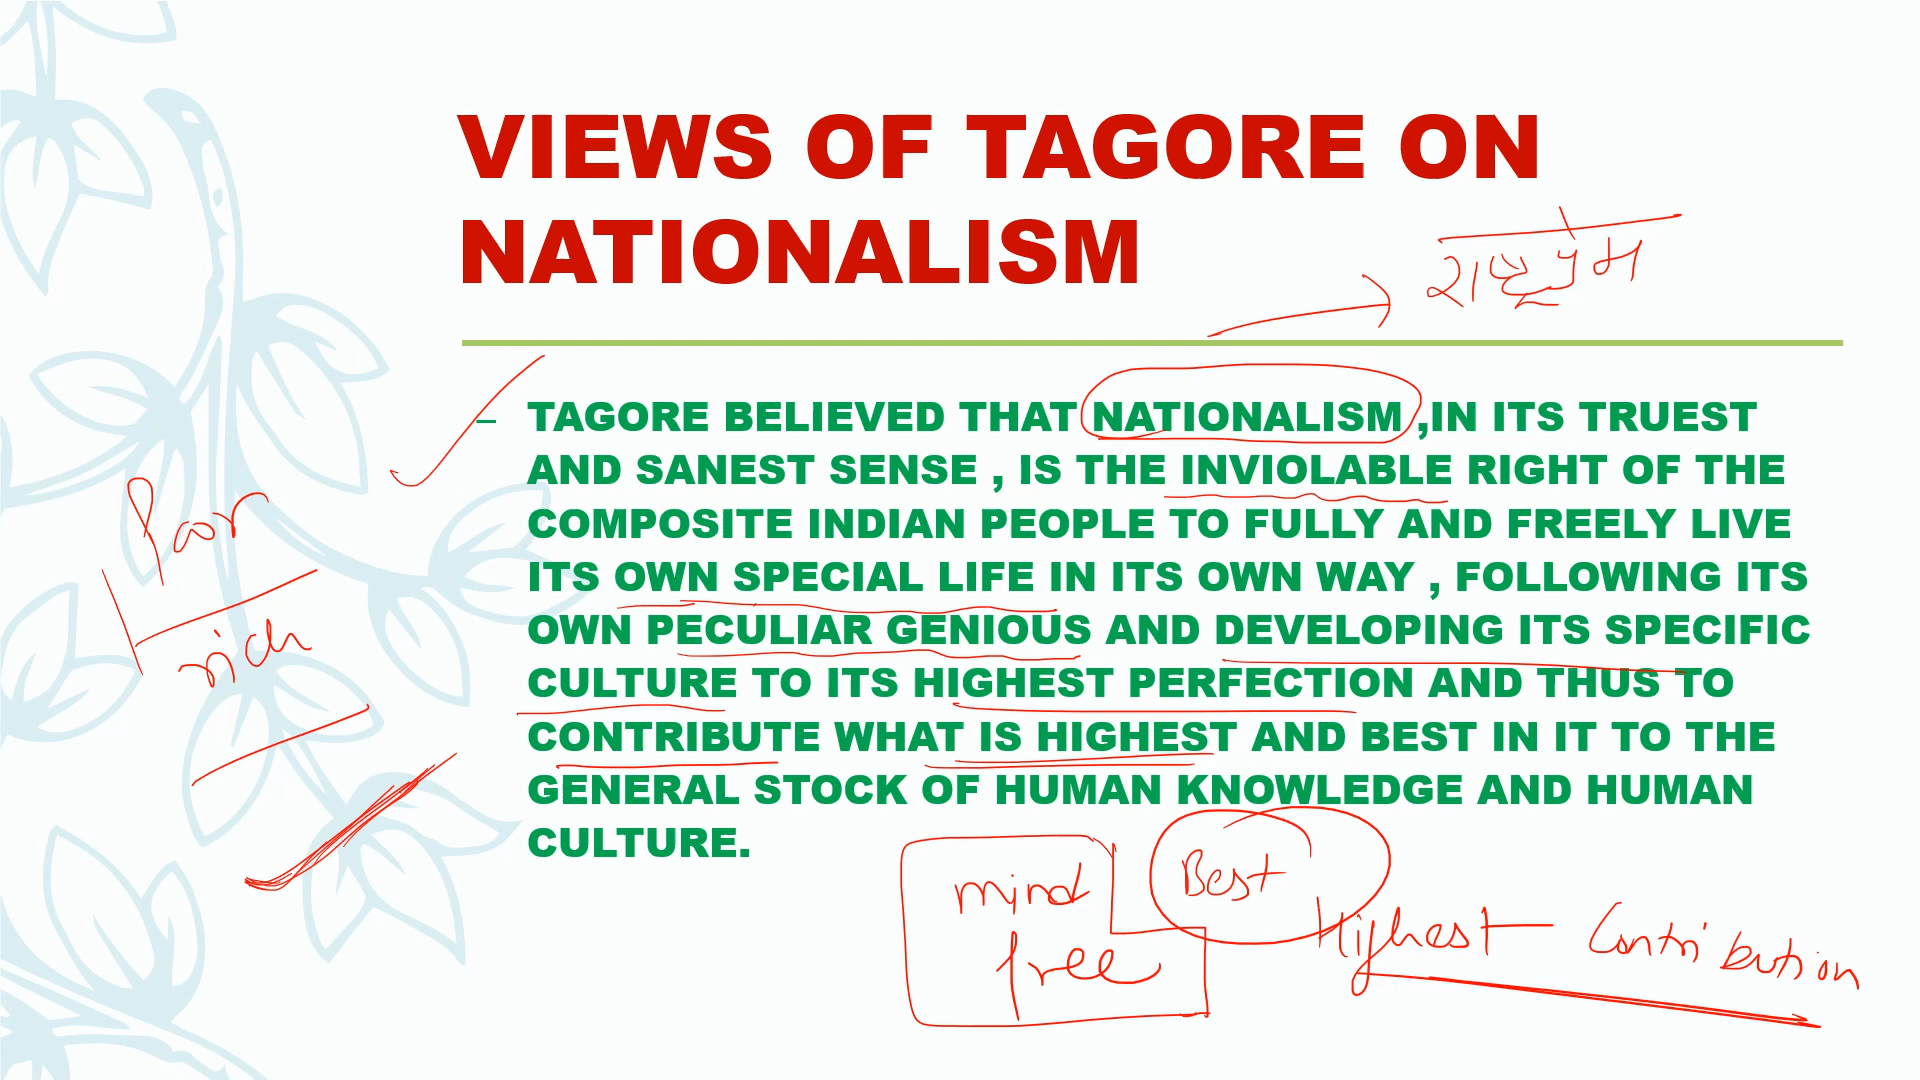 VIEWS OF TAGORE ON
NATIONALISM
राष्ट्रप्रेम
– TAGORE BELIEVED THAT NATIONALISM ,IN ITS TRUEST
AND SANEST SENSE , IS THE INVIOLABLE RIGHT OF THE
COMPOSITE INDIAN PEOPLE TO FULLY AND FREELY LIVE
ITS OWN SPECIAL LIFE IN ITS OWN WAY , FOLLOWING ITS
OWN PECULIAR GENIOUS AND DEVELOPING ITS SPECIFIC
CULTURE TO ITS HIGHEST PERFECTION AND THUS TO
CONTRIBUTE WHAT IS HIGHEST AND BEST IN IT TO THE
GENERAL STOCK OF HUMAN KNOWLEDGE AND HUMAN
CULTURE.
Poor
rich
mind
free
Best
Highest Contribution